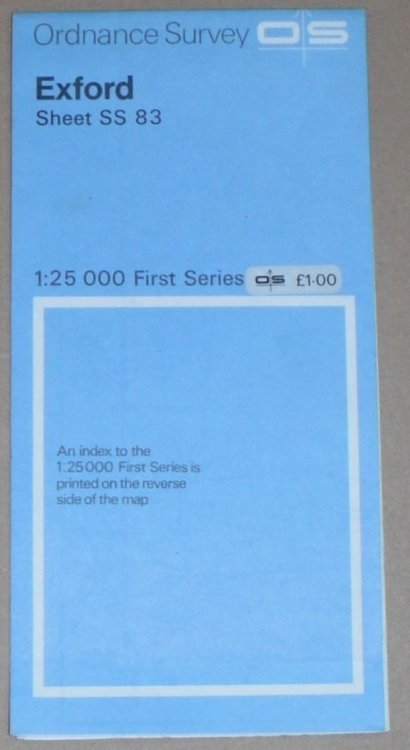 Ordnance Survey OS
Exford
Sheet SS 83
1:25 000 First Series OS £1·00
An index to the
1:25000 First Series is
printed on the reverse
side of the map